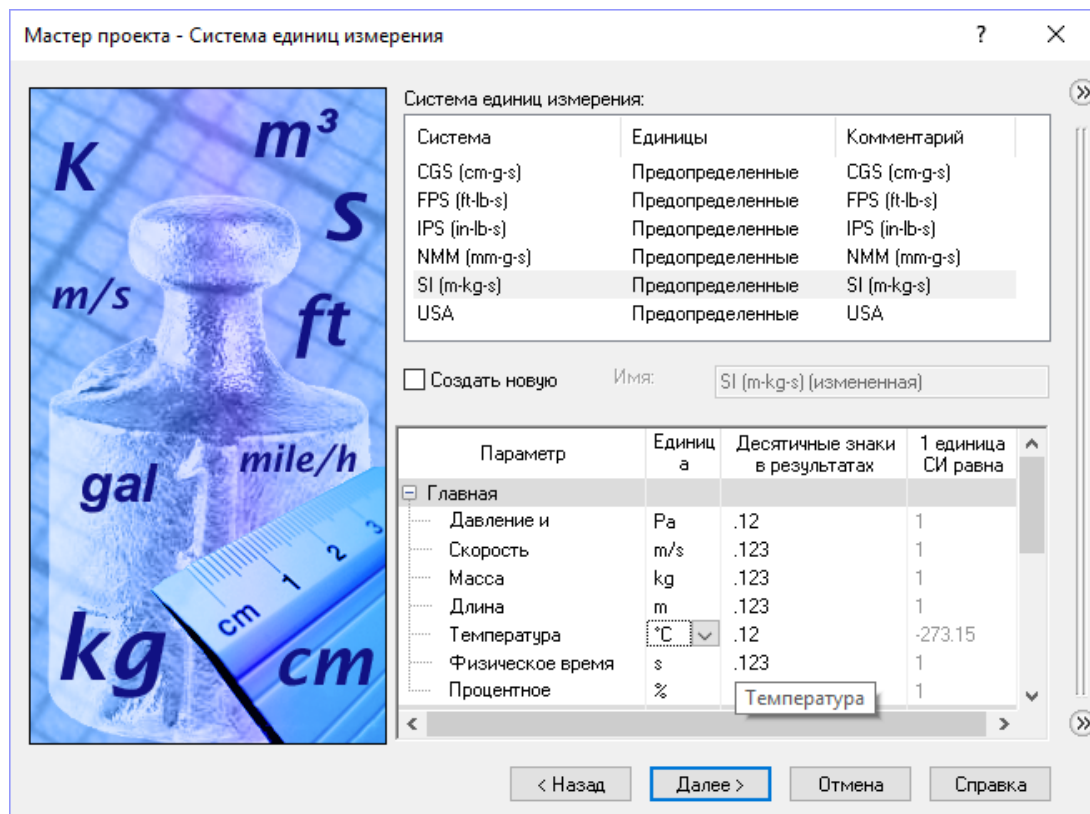 Мастер проекта - Система единиц измерения ? ×
K
m³
s
m/s
ft
gal
mile/h
1 2 3
cm
kg
cm
Система единиц измерения:
Система Единицы Комментарий
CGS (cm-g-s) Предопределенные CGS (cm-g-s)
FPS (ft-lb-s) Предопределенные FPS (ft-lb-s)
IPS (in-lb-s) Предопределенные IPS (in-lb-s)
NMM (mm-g-s) Предопределенные NMM (mm-g-s)
SI (m-kg-s) Предопределенные SI (m-kg-s)
USA Предопределенные USA
Создать новую Имя: SI (m-kg-s) (измененная)
Параметр Единиц Десятичные знаки 1 единица
а в результатах СИ равна
Главная
Давление и Pa .12 1
Скорость m/s .123 1
Масса kg .123 1
Длина m .123 1
Температура °C .12 -273.15
Физическое время s .123 1
Процентное % 1
Температура
< Назад Далее > Отмена Справка